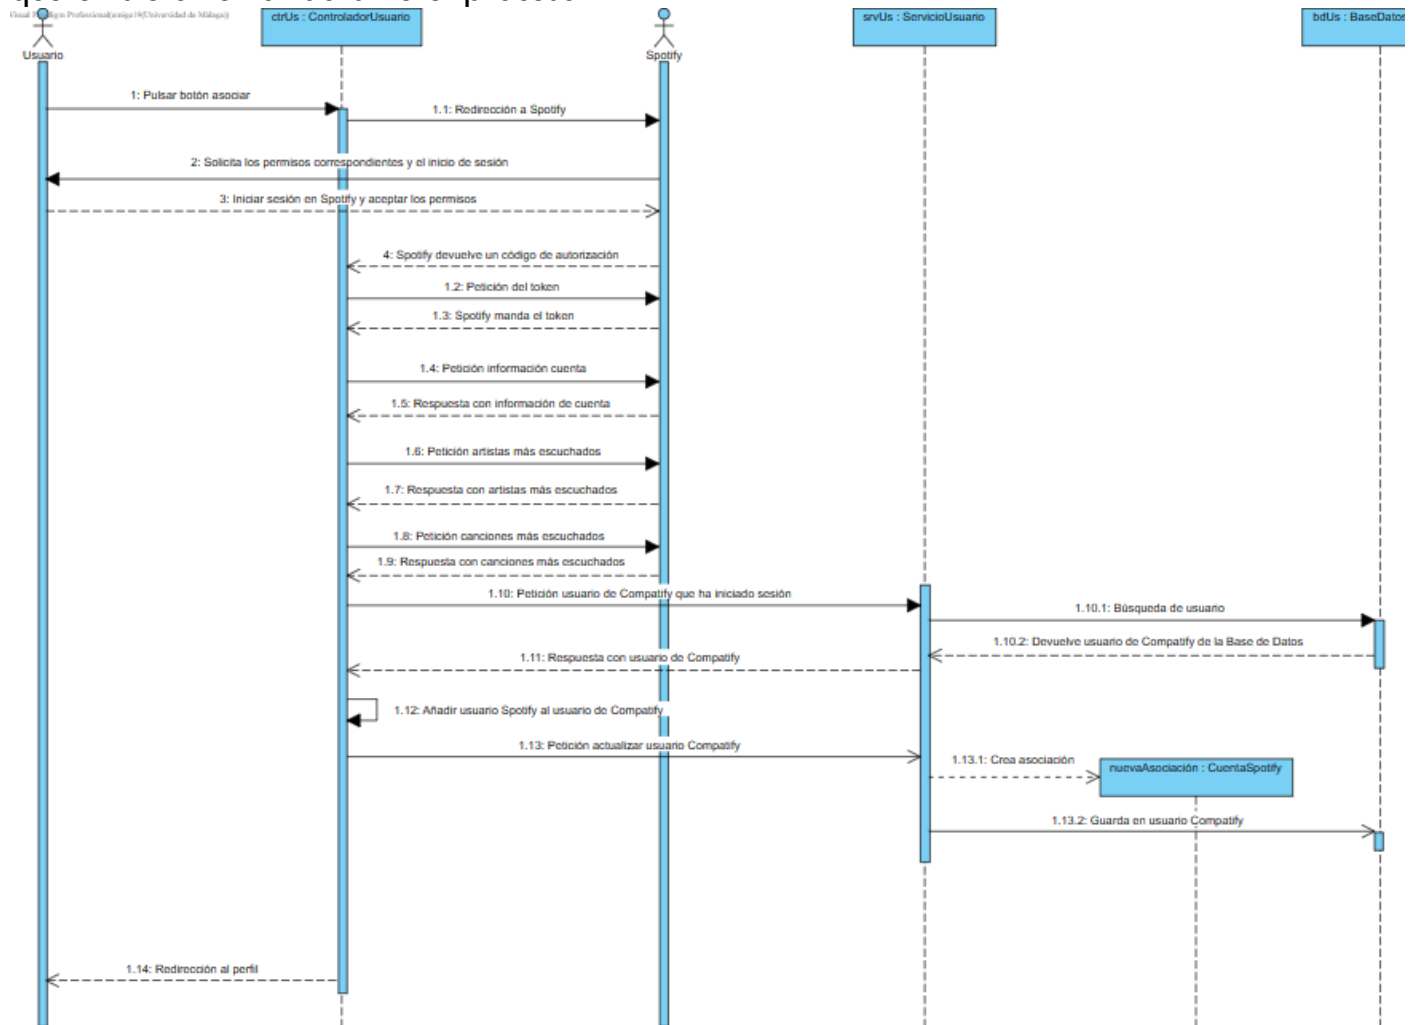 Visual Paradigm Professional(amigo19(Universidad de Málaga))
ctrUs : ControladorUsuario
srvUs : ServicioUsuario
bdUs : BaseDatos
Usuario
Spotify
1: Pulsar botón asociar
1.1: Redirección a Spotify
2: Solicita los permisos correspondientes y el inicio de sesión
3: Iniciar sesión en Spotify y aceptar los permisos
4: Spotify devuelve un código de autorización
1.2: Petición del token
1.3: Spotify manda el token
1.4: Petición información cuenta
1.5: Respuesta con información de cuenta
1.6: Petición artistas más escuchados
1.7: Respuesta con artistas más escuchados
1.8: Petición canciones más escuchados
1.9: Respuesta con canciones más escuchados
1.10: Petición usuario de Compatify que ha iniciado sesión
1.10.1: Búsqueda de usuario
1.10.2: Devuelve usuario de Compatify de la Base de Datos
1.11: Respuesta con usuario de Compatify
1.12: Añadir usuario Spotify al usuario de Compatify
1.13: Petición actualizar usuario Compatify
1.13.1: Crea asociación
nuevaAsociación : CuentaSpotify
1.13.2: Guarda en usuario Compatify
1.14: Redirección al perfil